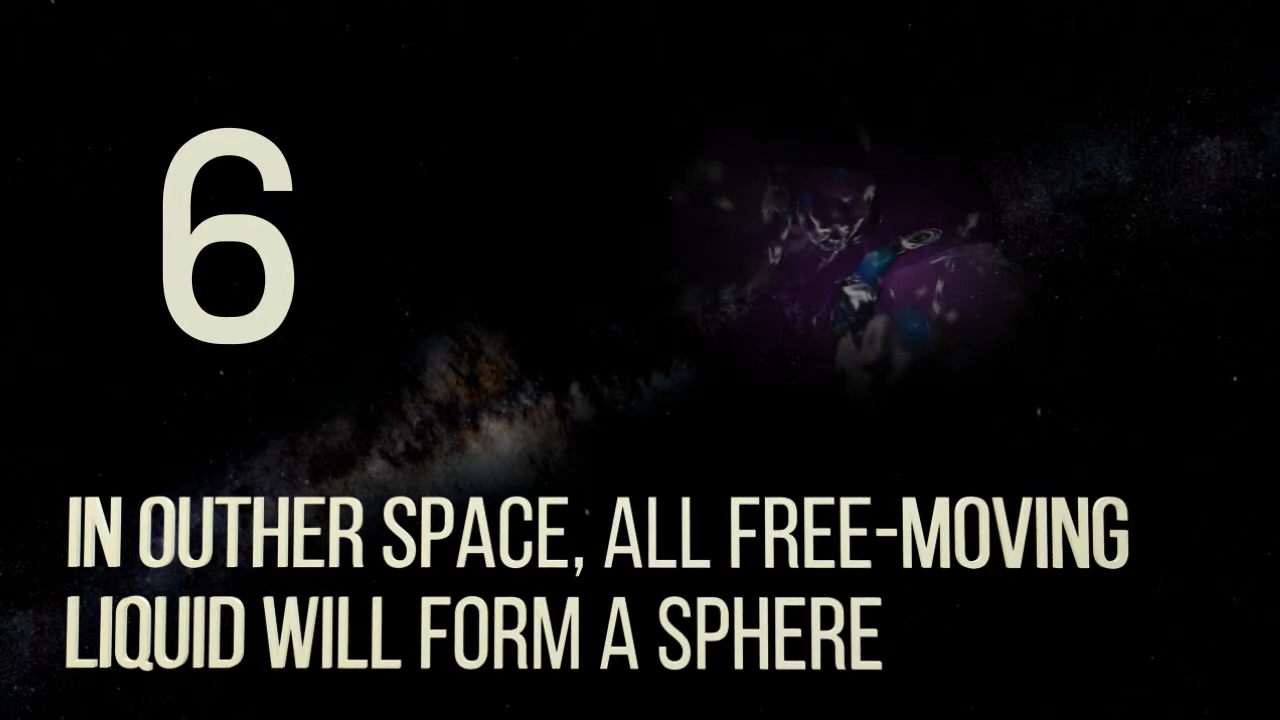 6
IN OUTHER SPACE, ALL FREE-MOVING
LIQUID WILL FORM A SPHERE